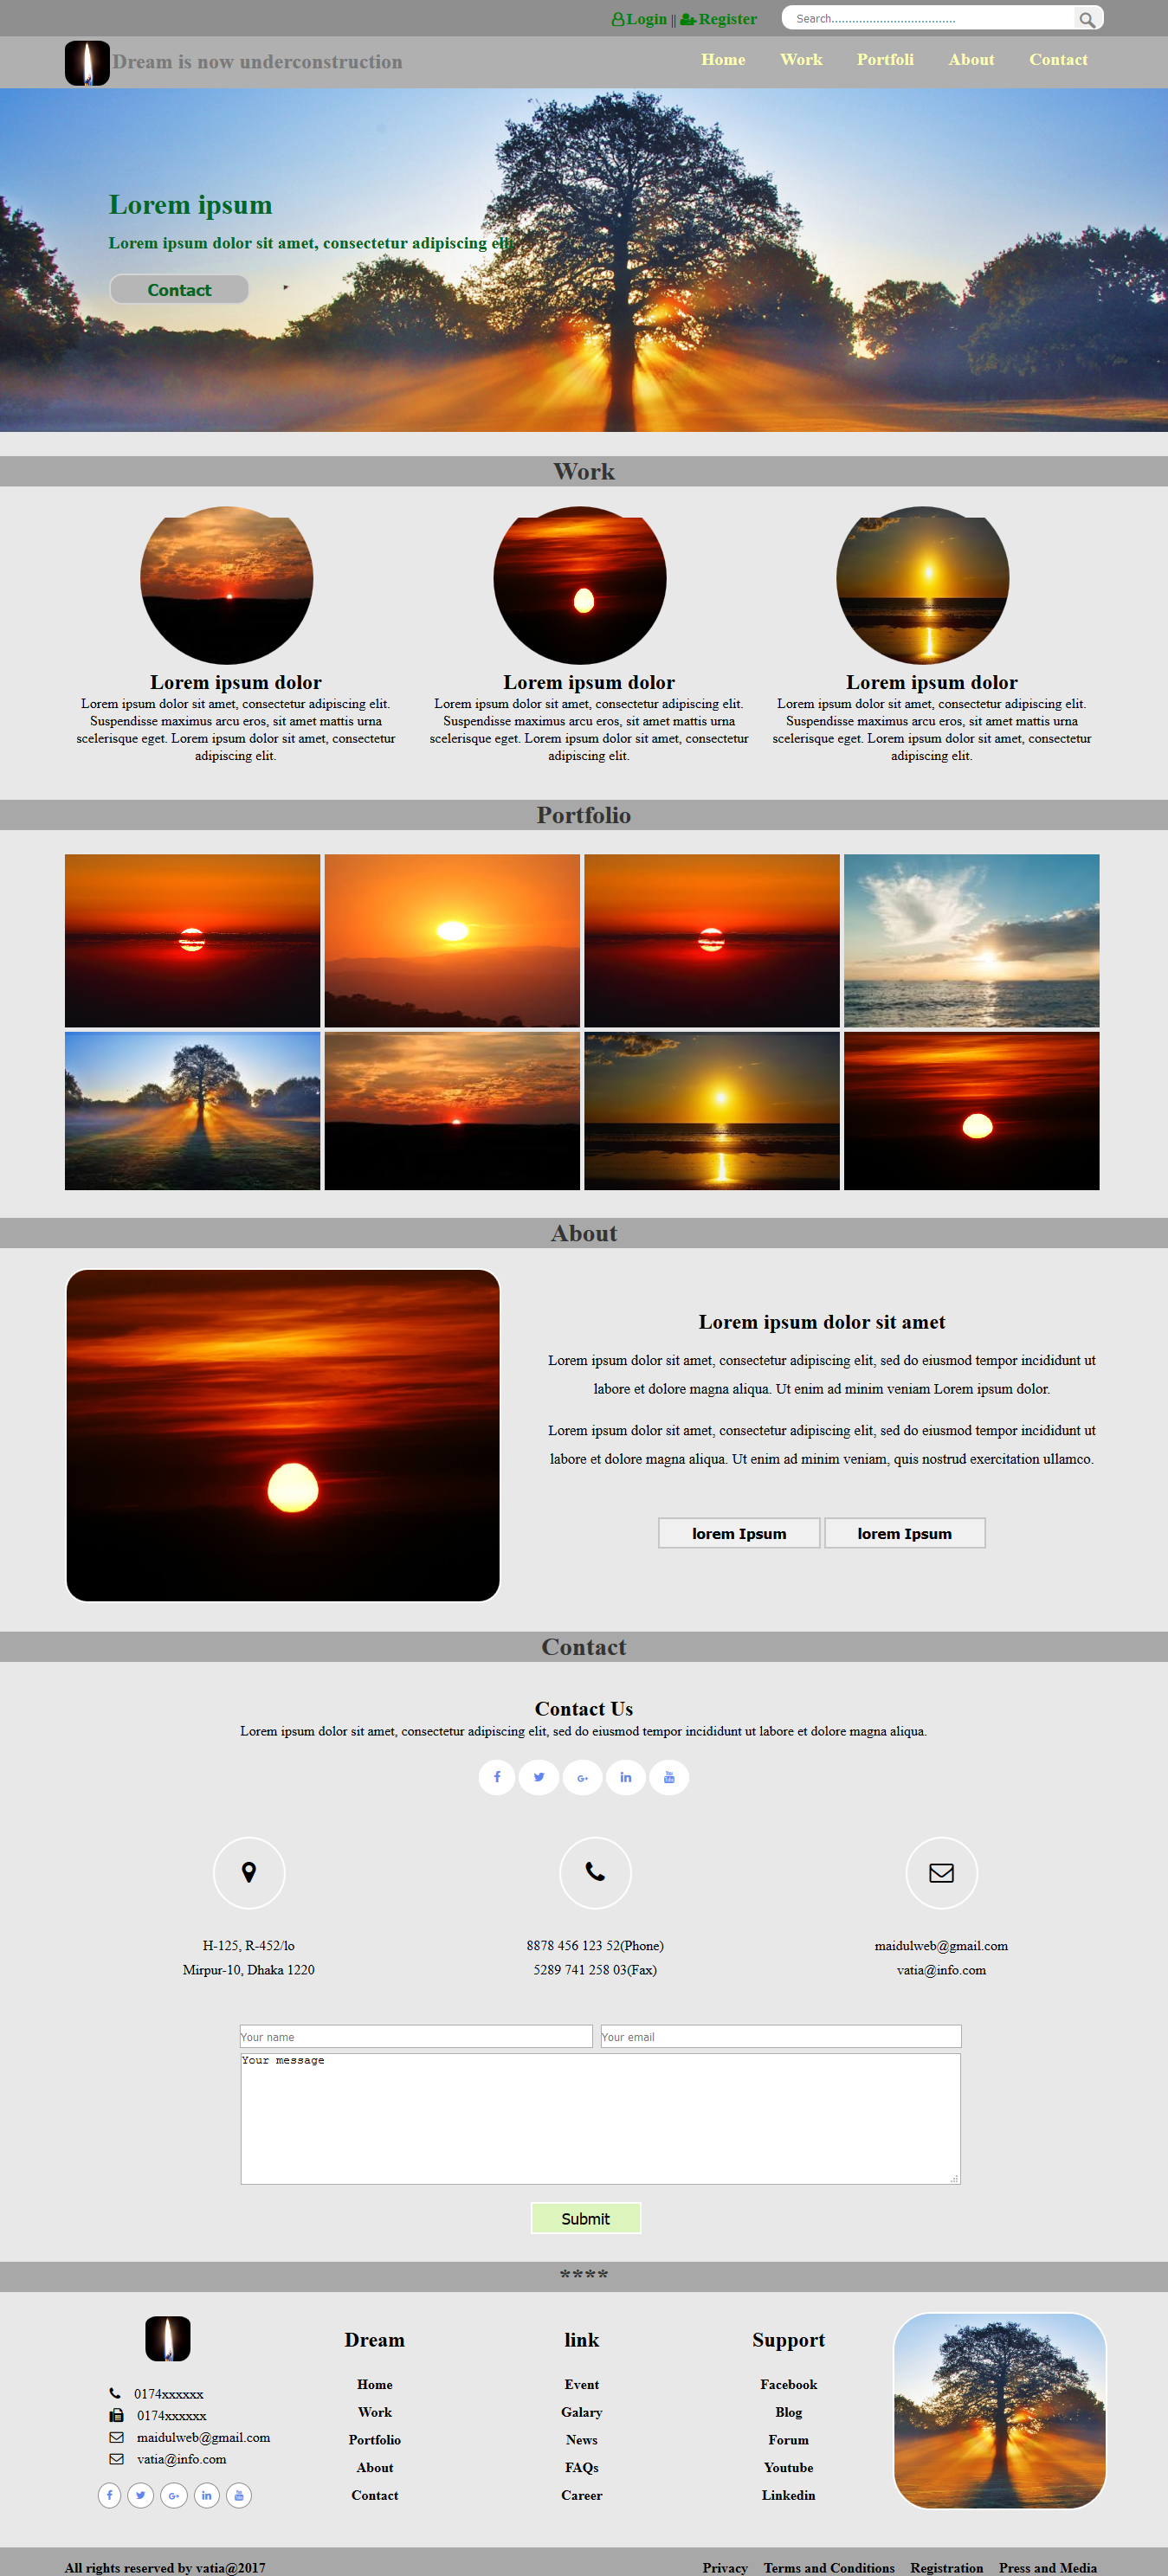 Login || Register
Search....................................
Dream is now underconstruction
Home Work Portfoli About Contact
Lorem ipsum
Lorem ipsum dolor sit amet, consectetur adipiscing elit
Contact
Work
Lorem ipsum dolor
Lorem ipsum dolor sit amet, consectetur adipiscing elit.
Suspendisse maximus arcu eros, sit amet mattis urna
scelerisque eget. Lorem ipsum dolor sit amet, consectetur
adipiscing elit.
Lorem ipsum dolor
Lorem ipsum dolor sit amet, consectetur adipiscing elit.
Suspendisse maximus arcu eros, sit amet mattis urna
scelerisque eget. Lorem ipsum dolor sit amet, consectetur
adipiscing elit.
Lorem ipsum dolor
Lorem ipsum dolor sit amet, consectetur adipiscing elit.
Suspendisse maximus arcu eros, sit amet mattis urna
scelerisque eget. Lorem ipsum dolor sit amet, consectetur
adipiscing elit.
Portfolio
About
Lorem ipsum dolor sit amet
Lorem ipsum dolor sit amet, consectetur adipiscing elit, sed do eiusmod tempor incididunt ut
labore et dolore magna aliqua. Ut enim ad minim veniam Lorem ipsum dolor.
Lorem ipsum dolor sit amet, consectetur adipiscing elit, sed do eiusmod tempor incididunt ut
labore et dolore magna aliqua. Ut enim ad minim veniam, quis nostrud exercitation ullamco.
lorem Ipsum lorem Ipsum
Contact
Contact Us
Lorem ipsum dolor sit amet, consectetur adipiscing elit, sed do eiusmod tempor incididunt ut labore et dolore magna aliqua.
H-125, R-452/lo
Mirpur-10, Dhaka 1220
8878 456 123 52(Phone)
5289 741 258 03(Fax)
maidulweb@gmail.com
vatia@info.com
Your name
Your email
Your message
Submit
****
0174xxxxxx
0174xxxxxx
maidulweb@gmail.com
vatia@info.com
Dream
Home
Work
Portfolio
About
Contact
link
Event
Galary
News
FAQs
Career
Support
Facebook
Blog
Forum
Youtube
Linkedin
All rights reserved by vatia@2017
Privacy Terms and Conditions Registration Press and Media